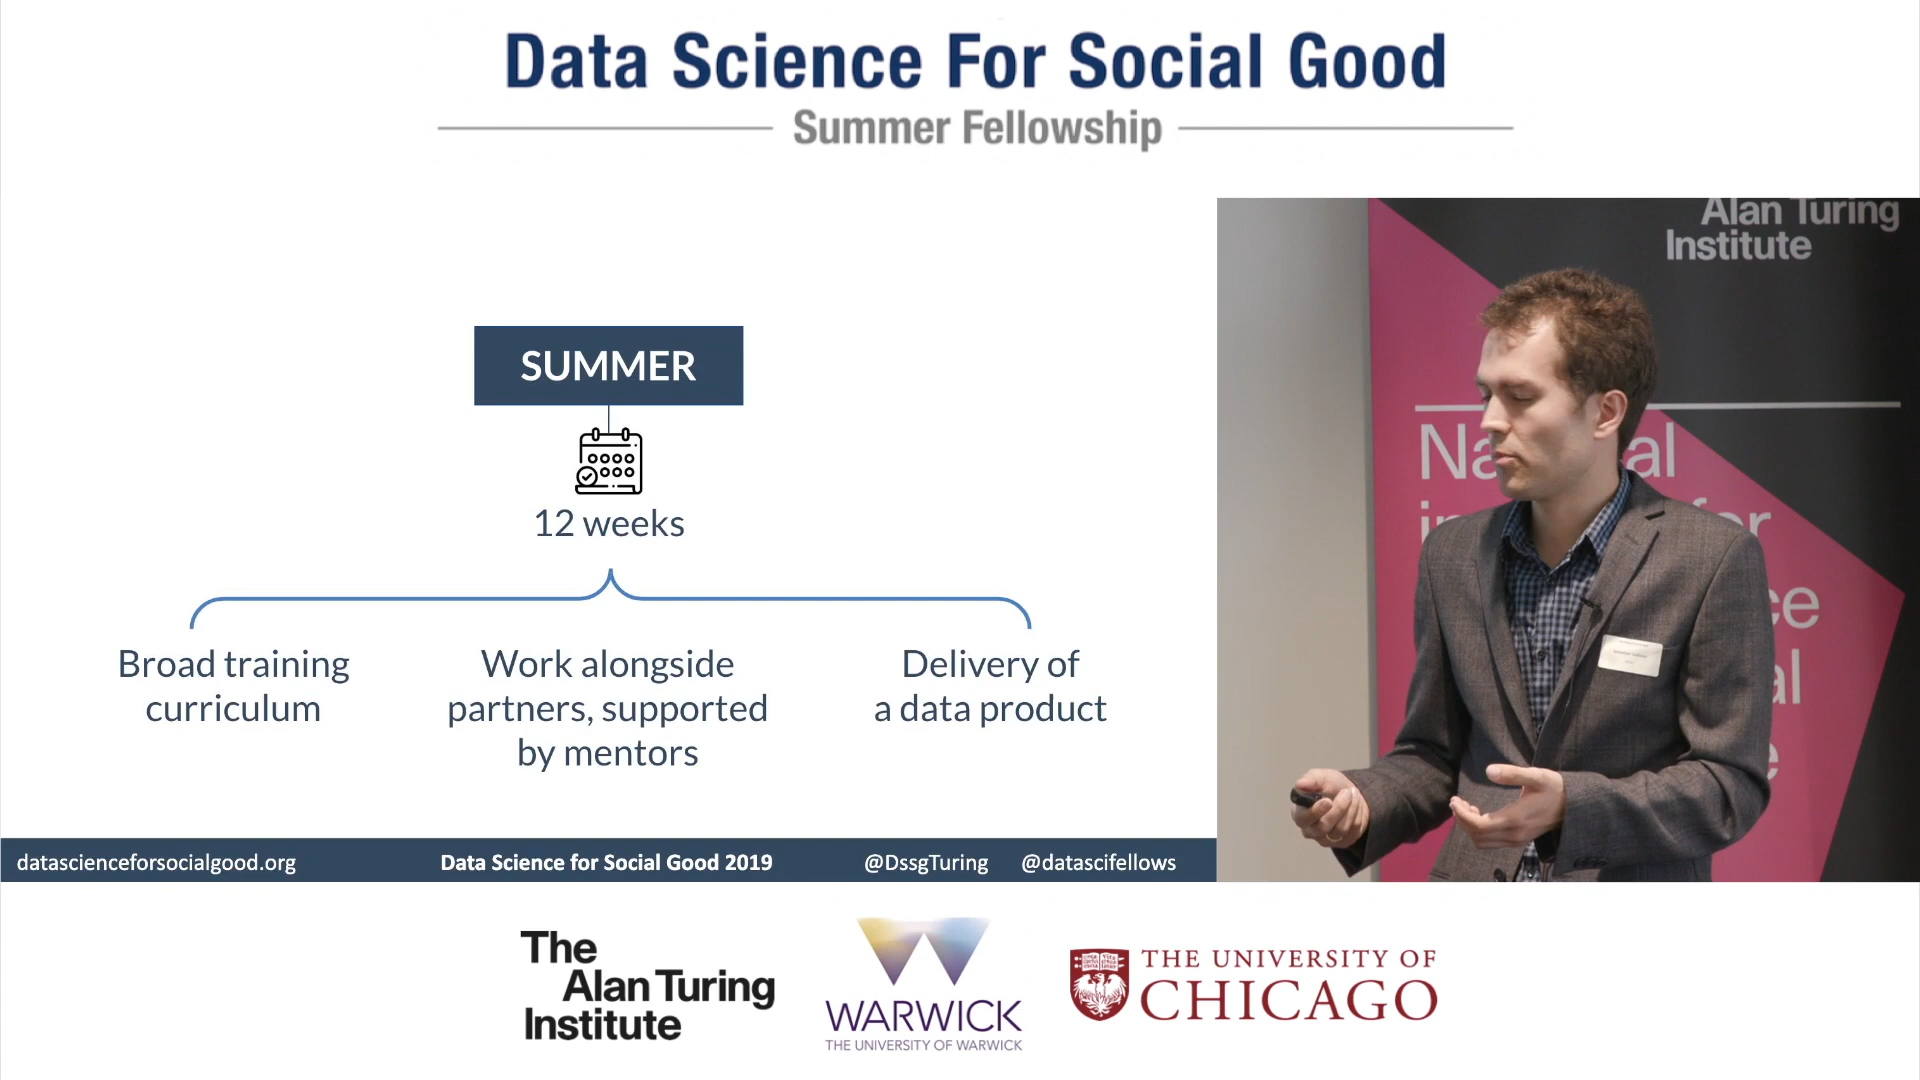 Data Science For Social Good
Summer Fellowship
SUMMER
12 weeks
Broad training
curriculum
Work alongside
partners, supported
by mentors
Delivery of
a data product
datascienceforsocialgood.org
Data Science for Social Good 2019
@DssgTuring
@datascifellows
Alan Turing
Institute
The
Alan Turing
Institute
WARWICK
THE UNIVERSITY OF WARWICK
THE UNIVERSITY OF
CHICAGO